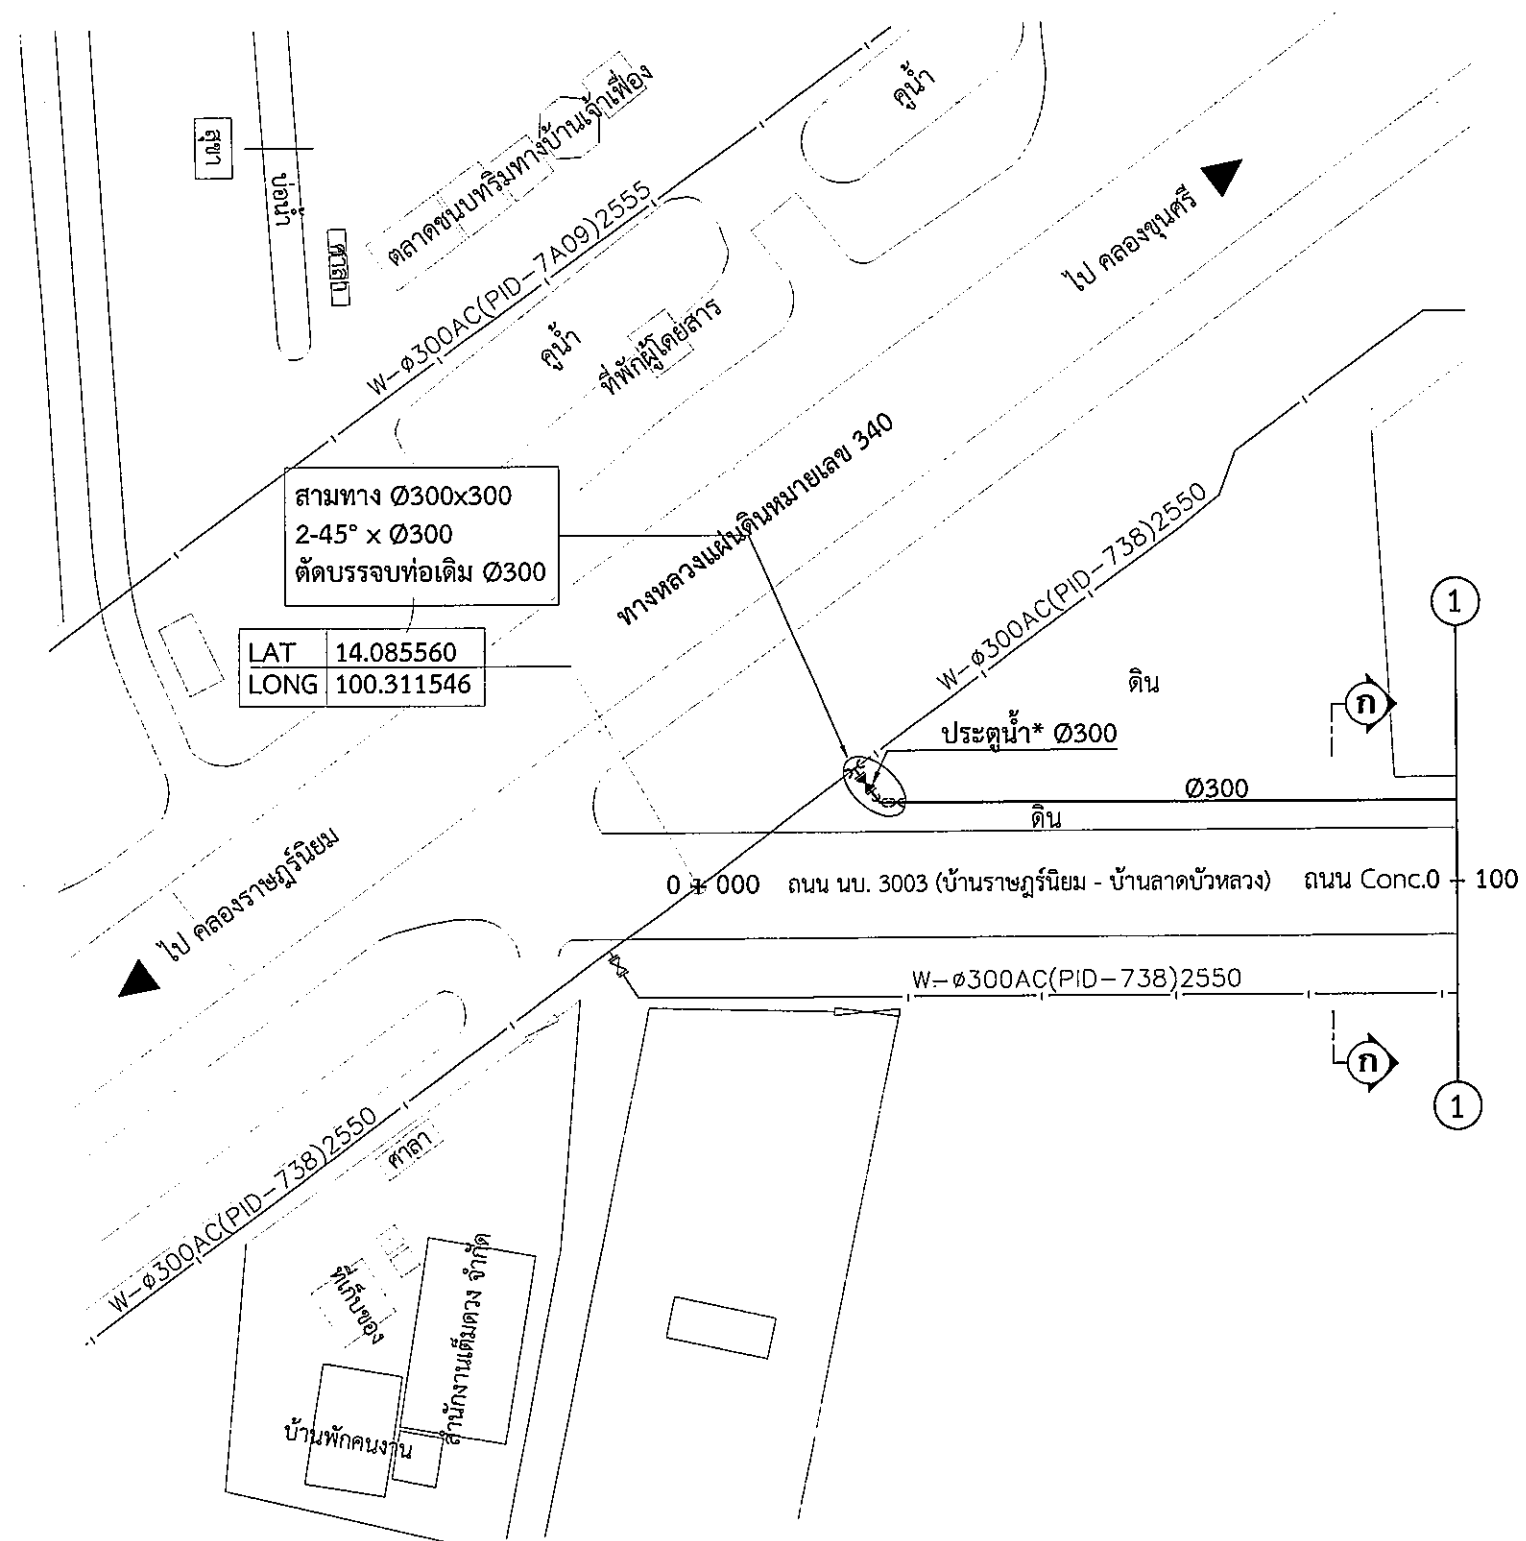 คูน้ำ
ตลาดชนบทริมทางบ้านเจ้าเฟื่อง
สุขา
บ่อน้ำ
ศาลา
W-ø300AC(PID-7A09)2555
ไป คลองขุนศรี
คูน้ำ
ที่พักผู้โดยสาร
ทางหลวงแผ่นดินหมายเลข 340
สามทาง Ø300x300
2-45° x Ø300
ตัดบรรจบท่อเดิม Ø300
W-ø300AC(PID-738)2550
1
LAT 14.085560
LONG 100.311546
ดิน
ก
ประตูน้ำ* Ø300
Ø300
ดิน
0 + 000 ถนน นบ. 3003 (บ้านราษฎร์นิยม - บ้านลาดบัวหลวง) ถนน Conc. 0 + 100
ไป คลองราษฎร์นิยม
W-ø300AC(PID-738)2550
ก
1
W-ø300AC(PID-738)2550
ศาลา
ที่เก็บของ
สำนักงานเต็มดวง จำกัด
บ้านพักคนงาน